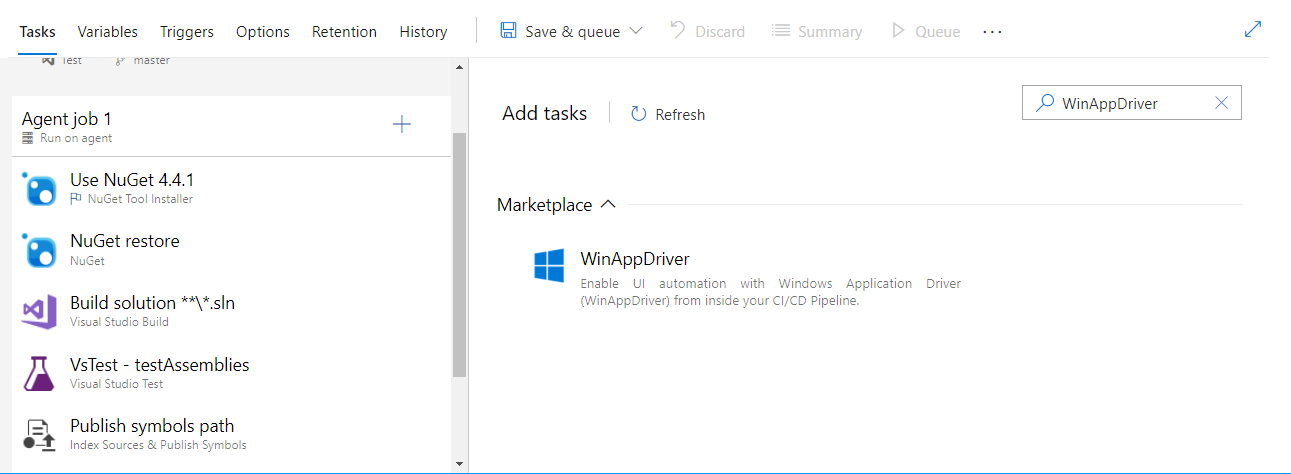 Tasks Variables Triggers Options Retention History Save & queue Discard Summary Queue ...
Test master
Agent job 1
Run on agent
Use NuGet 4.4.1
NuGet Tool Installer
NuGet restore
NuGet
Build solution **\*.sln
Visual Studio Build
VsTest - testAssemblies
Visual Studio Test
Publish symbols path
Index Sources & Publish Symbols
Add tasks Refresh WinAppDriver
Marketplace
WinAppDriver
Enable UI automation with Windows Application Driver
(WinAppDriver) from inside your CI/CD Pipeline.